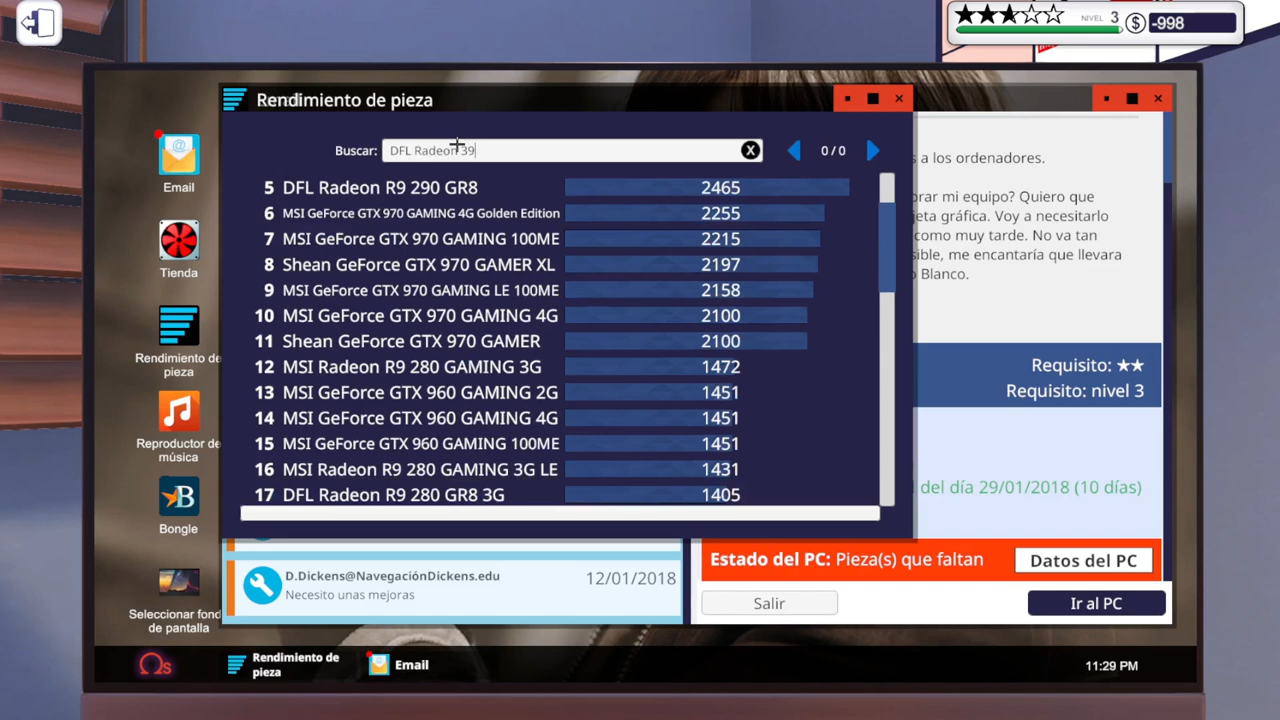 NIVEL 3 $ -998
Rendimiento de pieza
Buscar: DFL Radeon 39 X 0 / 0
5 DFL Radeon R9 290 GR8 2465
6 MSI GeForce GTX 970 GAMING 4G Golden Edition 2255
7 MSI GeForce GTX 970 GAMING 100ME 2215
8 Shean GeForce GTX 970 GAMER XL 2197
9 MSI GeForce GTX 970 GAMING LE 100ME 2158
10 MSI GeForce GTX 970 GAMING 4G 2100
11 Shean GeForce GTX 970 GAMER 2100
12 MSI Radeon R9 280 GAMING 3G 1472
13 MSI GeForce GTX 960 GAMING 2G 1451
14 MSI GeForce GTX 960 GAMING 4G 1451
15 MSI GeForce GTX 960 GAMING 100ME 1451
16 MSI Radeon R9 280 GAMING 3G LE 1431
17 DFL Radeon R9 280 GR8 3G 1405
s a los ordenadores.
orar mi equipo? Quiero que
jeta gráfica. Voy a necesitarlo
como muy tarde. No va tan
sible, me encantaría que llevara
o Blanco.
Requisito: ★★
Requisito: nivel 3
del día 29/01/2018 (10 días)
Estado del PC: Pieza(s) que faltan
Datos del PC
Salir
Ir al PC
D.Dickens@NavegaciónDickens.edu 12/01/2018
Necesito unas mejoras
Email
Tienda
Rendimiento de
pieza
Reproductor de
música
B
Bongle
Seleccionar fond
de pantalla
Ωs
Rendimiento de
pieza
Email
11:29 PM